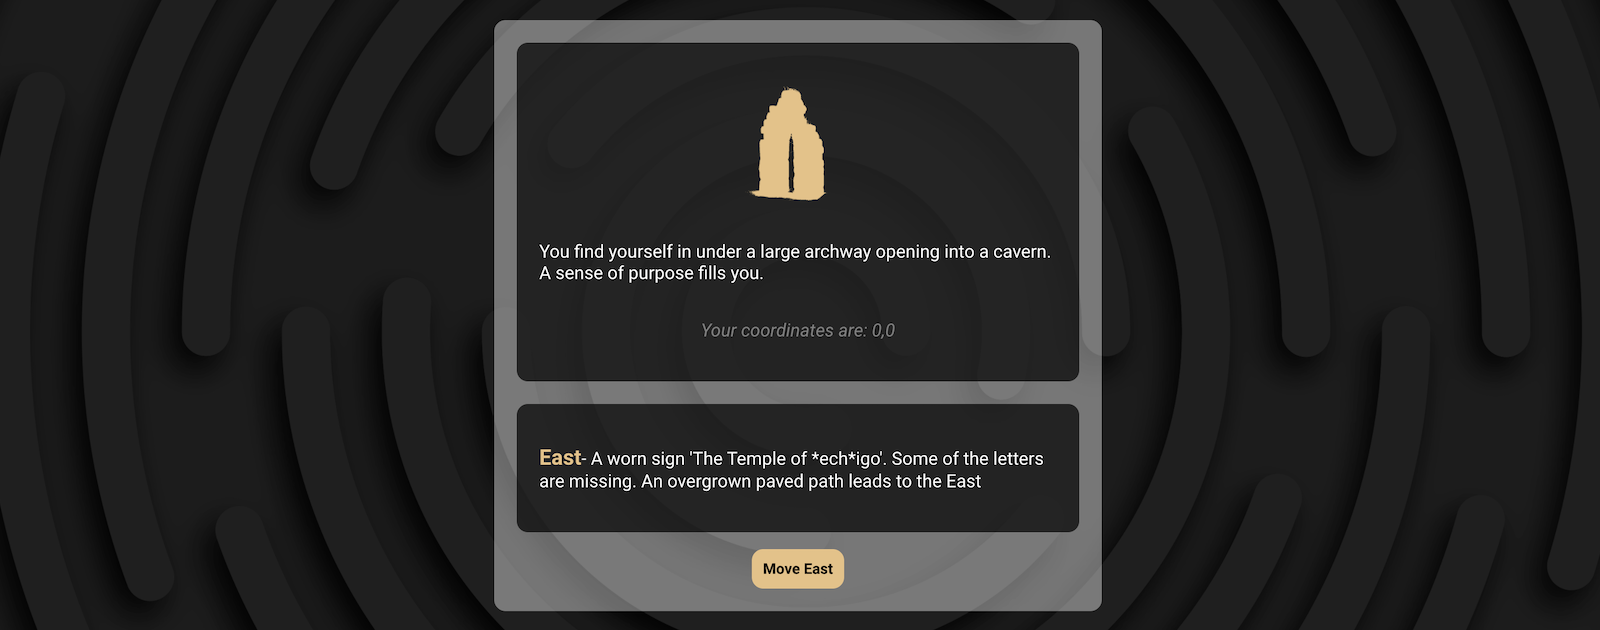 You find yourself in under a large archway opening into a cavern.
A sense of purpose fills you.
Your coordinates are: 0,0
East- A worn sign 'The Temple of *ech*igo'. Some of the letters
are missing. An overgrown paved path leads to the East
Move East